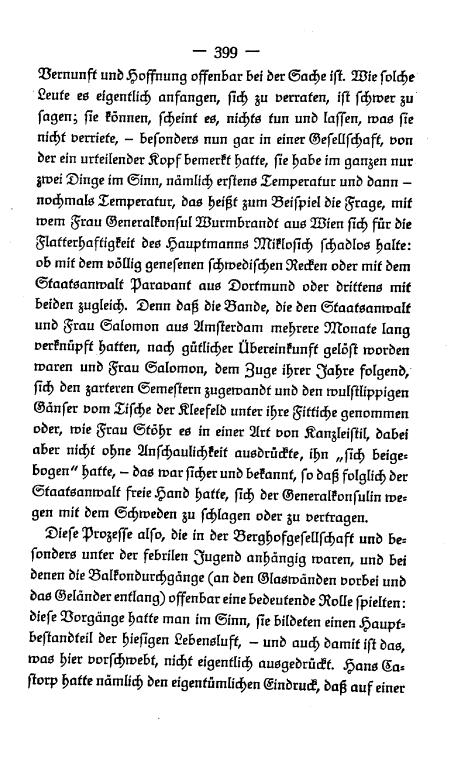 — 399 —
Vernunft und Hoffnung offenbar bei der Sache ist. Wie solche
Leute es eigentlich anfangen, sich zu verraten, ist schwer zu
sagen; sie können, scheint es, nichts tun und lassen, was sie
nicht verriete, – besonders nun gar in einer Gesellschaft, von
der ein urteilender Kopf bemerkt hatte, sie habe im ganzen nur
zwei Dinge im Sinn, nämlich erstens Temperatur und dann –
nochmals Temperatur, das heißt zum Beispiel die Frage, mit
wem Frau Generalkonsul Wurmbrandt aus Wien sich für die
Flatterhaftigkeit des Hauptmanns Miklosich schadlos halte:
ob mit dem völlig genesenen schwedischen Recken oder mit dem
Staatsanwalt Paravant aus Dortmund oder drittens mit
beiden zugleich. Denn daß die Bande, die den Staatsanwalt
und Frau Salomon aus Amsterdam mehrere Monate lang
verknüpft hatten, nach gütlicher Übereinkunft gelöst worden
waren und Frau Salomon, dem Zuge ihrer Jahre folgend,
sich den zarteren Semestern zugewandt und den wulstlippigen
Gänser vom Tische der Kleefeld unter ihre Fittiche genommen
oder, wie Frau Stöhr es in einer Art von Kanzleistil, dabei
aber nicht ohne Anschaulichkeit ausdrückte, ihn „sich beige-
bogen“ hatte, – das war sicher und bekannt, so daß folglich der
Staatsanwalt freie Hand hatte, sich der Generalkonsulin we-
gen mit dem Schweden zu schlagen oder zu vertragen.
Diese Prozesse also, die in der Berghofgesellschaft und be-
sonders unter der febrilen Jugend anhängig waren, und bei
denen die Balkondurchgänge (an den Glaswänden vorbei und
das Geländer entlang) offenbar eine bedeutende Rolle spielten:
diese Vorgänge hatte man im Sinn, sie bildeten einen Haupt-
bestandteil der hiesigen Lebensluft, – und auch damit ist das,
was hier vorschwebt, nicht eigentlich ausgedrückt. Hans Ca-
storp hatte nämlich den eigentümlichen Eindruck, daß auf einer